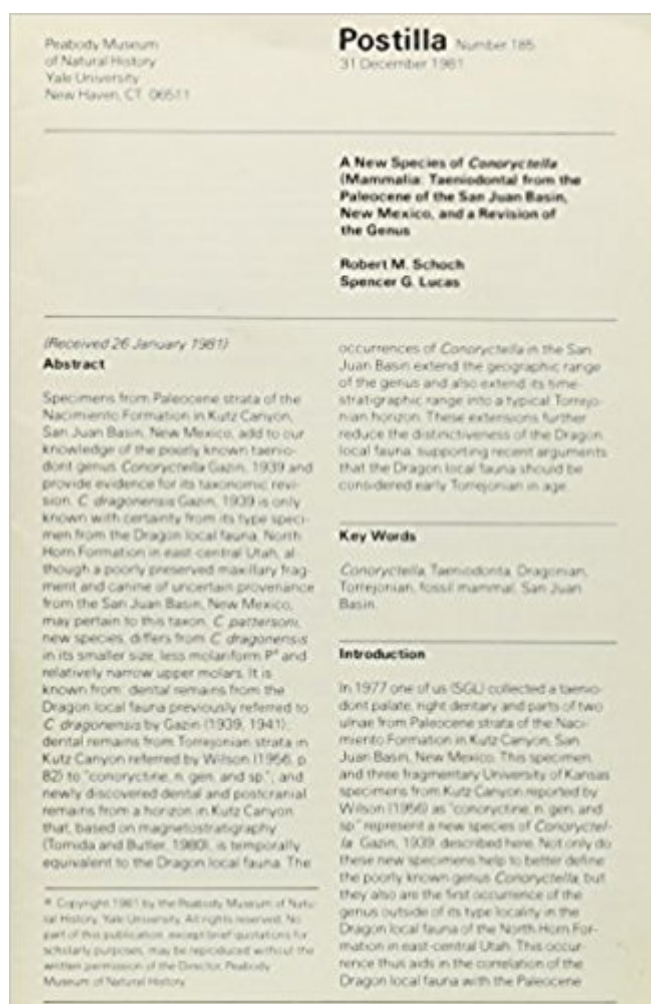 Peabody Museum
of Natural History
Yale University
New Haven, CT 06511
Postilla Number 185
31 December 1981
A New Species of Conoryctella
(Mammalia: Taeniodonta) from the
Paleocene of the San Juan Basin,
New Mexico, and a Revision of
the Genus
Robert M. Schoch
Spencer G. Lucas
(Received 26 January 1981)
Abstract
Specimens from Paleocene strata of the
Nacimiento Formation in Kutz Canyon,
San Juan Basin, New Mexico, add to our
knowledge of the poorly known taenio-
dont genus Conoryctella Gazin, 1939 and
provide evidence for its taxonomic revi-
sion. C. dragonensis Gazin, 1939 is only
known with certainty from its type speci-
men from the Dragon local fauna, North
Horn Formation in east-central Utah, al-
though a poorly preserved maxillary frag-
ment and canine of uncertain provenance
from the San Juan Basin, New Mexico,
may pertain to this taxon. C. pattersoni,
new species, differs from C. dragonensis
in its smaller size, less molariform P⁴ and
relatively narrow upper molars. It is
known from: dental remains from the
Dragon local fauna previously referred to
C. dragonensis by Gazin (1939, 1941);
dental remains from Torrejonian strata in
Kutz Canyon referred by Wilson (1956, p.
82) to "conoryctine, n. gen. and sp."; and
newly discovered dental and postcranial
remains from a horizon in Kutz Canyon
that, based on magnetostratigraphy
(Tomida and Butler, 1980), is temporally
equivalent to the Dragon local fauna. The
© Copyright 1981 by the Peabody Museum of Natu-
ral History, Yale University. All rights reserved. No
part of this publication, except brief quotations for
scholarly purposes, may be reproduced without the
written permission of the Director, Peabody
Museum of Natural History.
occurrences of Conoryctella in the San
Juan Basin extend the geographic range
of the genus and also extend its time-
stratigraphic range into a typical Torrejo-
nian horizon. These extensions further
reduce the distinctiveness of the Dragon
local fauna, supporting recent arguments
that the Dragon local fauna should be
considered early Torrejonian in age.
Key Words
Conoryctella, Taeniodonta, Dragonian,
Torrejonian, fossil mammal, San Juan
Basin.
Introduction
In 1977 one of us (SGL) collected a taenio-
dont palate, right dentary and parts of two
ulnae from Paleocene strata of the Naci-
miento Formation in Kutz Canyon, San
Juan Basin, New Mexico. This specimen
and three fragmentary University of Kansas
specimens from Kutz Canyon reported by
Wilson (1956) as "conoryctine, n. gen. and
sp." represent a new species of Conoryctel-
la Gazin, 1939, described here. Not only do
these new specimens help to better define
the poorly known genus Conoryctella, but
they also are the first occurrence of the
genus outside of its type locality in the
Dragon local fauna of the North Horn For-
mation in east-central Utah. This occur-
rence thus aids in the correlation of the
Dragon local fauna with the Paleocene